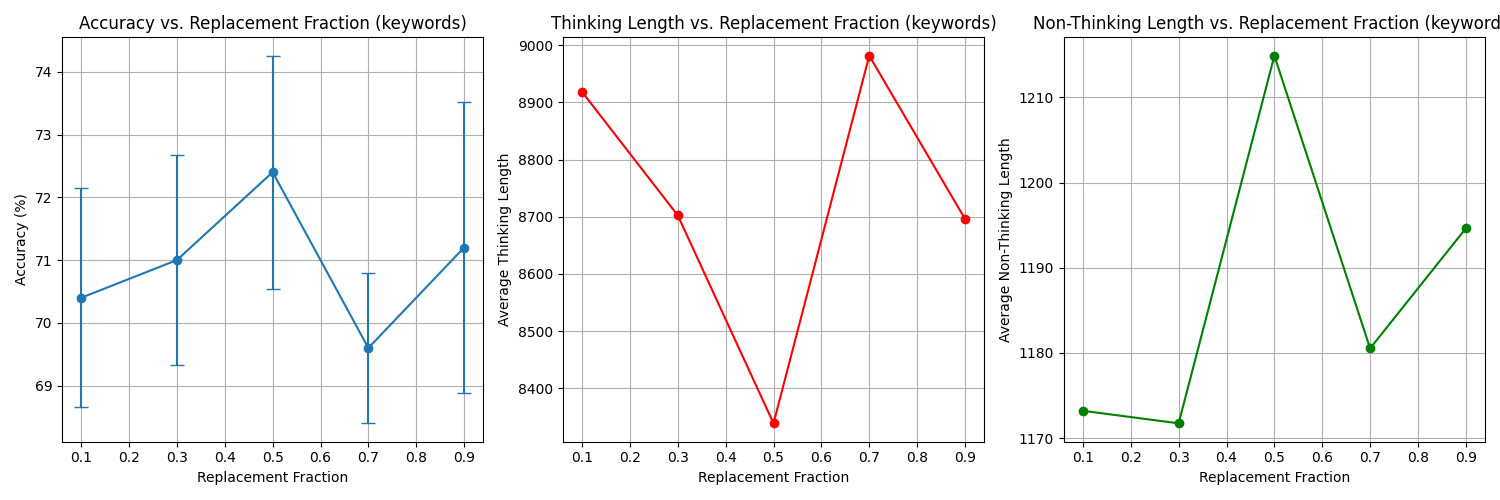 Accuracy vs. Replacement Fraction (keywords)
74
73
72
71
70
69
Accuracy (%)
0.1 0.2 0.3 0.4 0.5 0.6 0.7 0.8 0.9
Replacement Fraction
Thinking Length vs. Replacement Fraction (keywords)
9000
8900
8800
8700
8600
8500
8400
Average Thinking Length
0.1 0.2 0.3 0.4 0.5 0.6 0.7 0.8 0.9
Replacement Fraction
Non-Thinking Length vs. Replacement Fraction (keyword
1210
1200
1190
1180
1170
Average Non-Thinking Length
0.1 0.2 0.3 0.4 0.5 0.6 0.7 0.8 0.9
Replacement Fraction